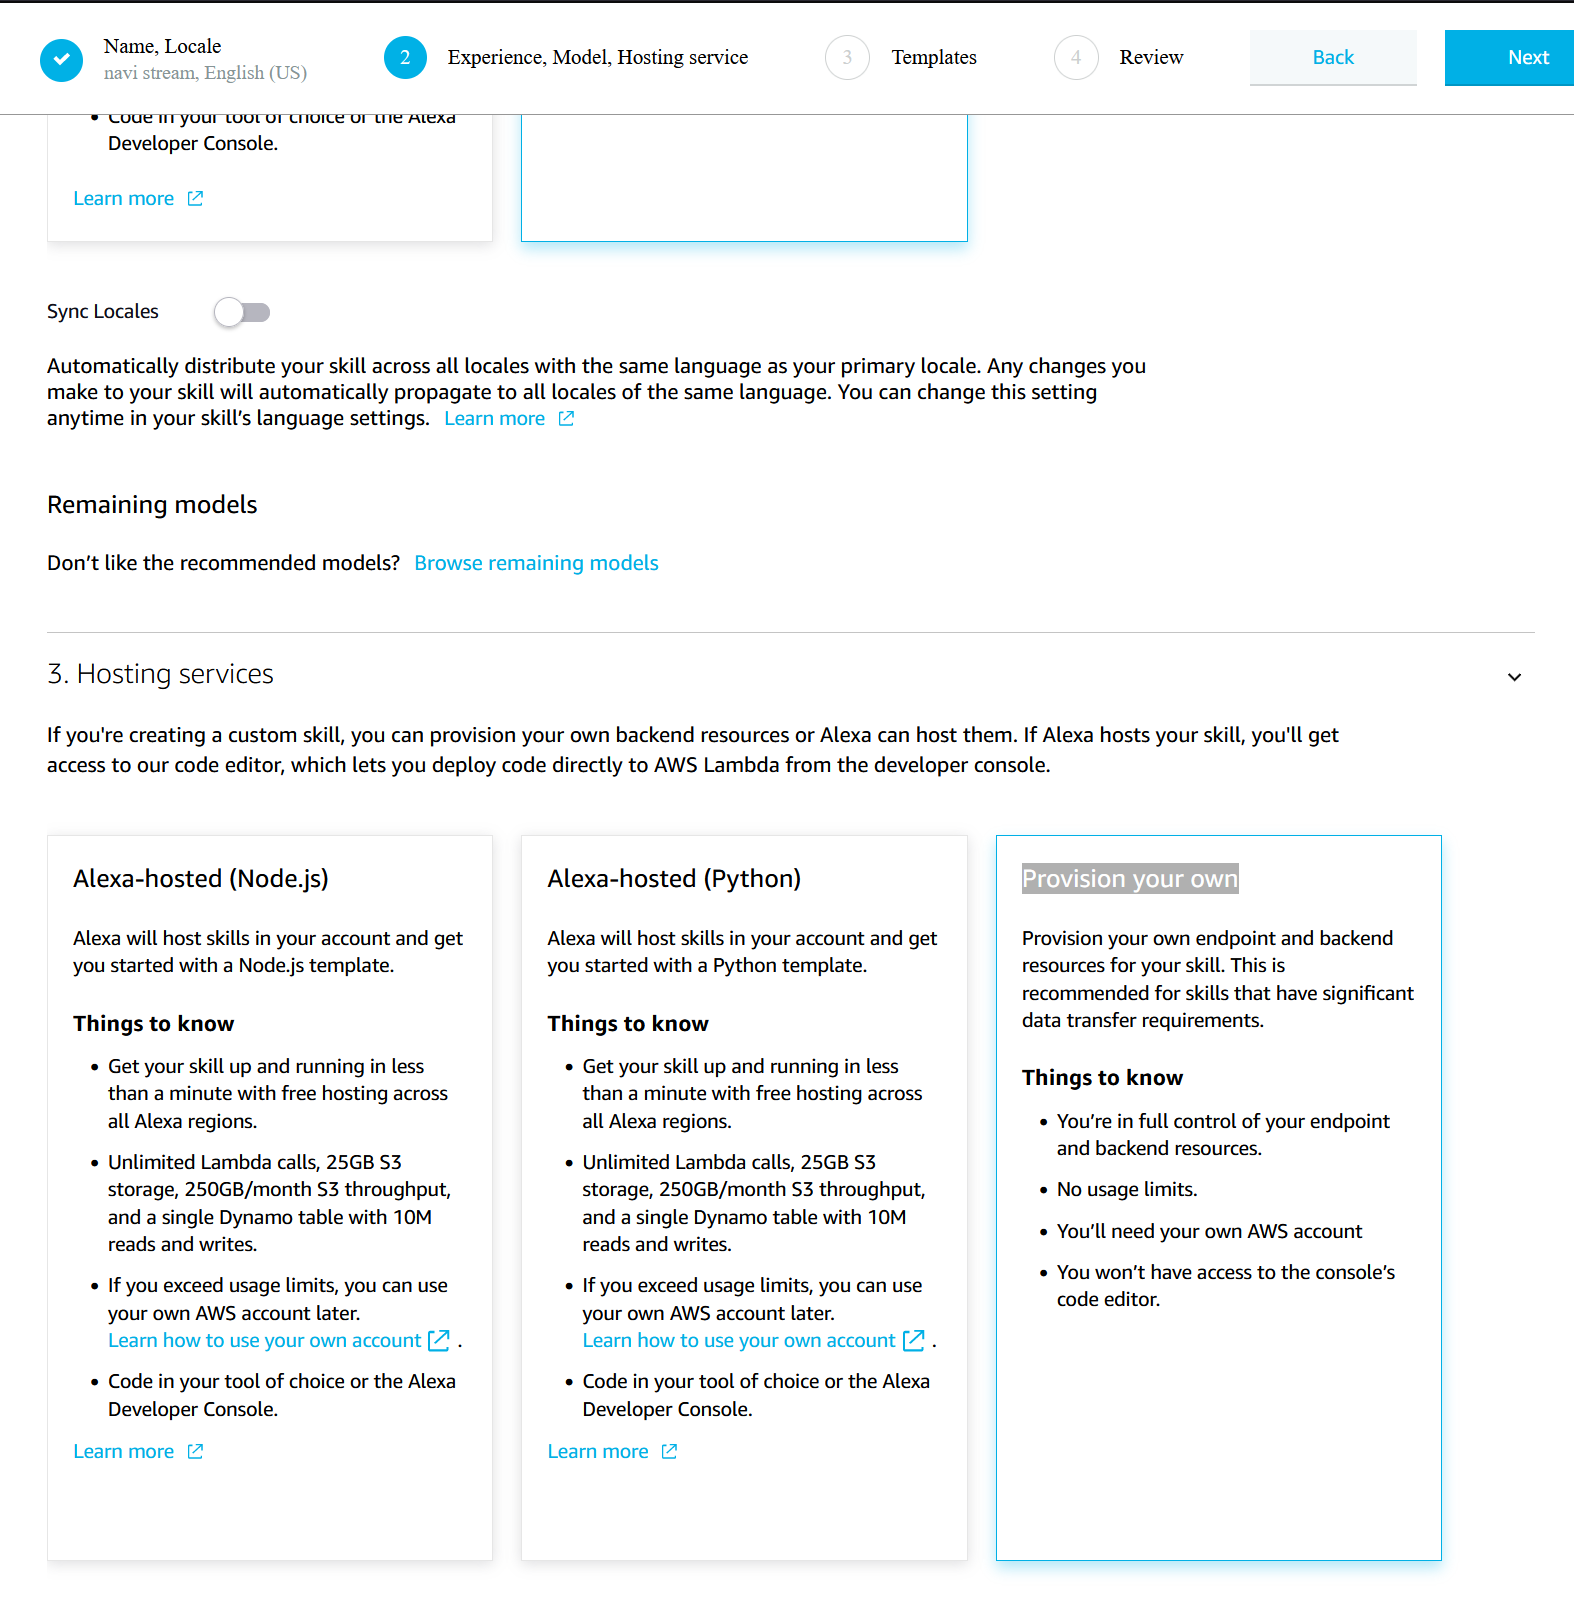 Name, Locale
navi stream, English (US)
2
Experience, Model, Hosting service
3
Templates
4
Review
Back
Next
• Code in your tool of choice or the Alexa
Developer Console.
Learn more
Sync Locales
Automatically distribute your skill across all locales with the same language as your primary locale. Any changes you
make to your skill will automatically propagate to all locales of the same language. You can change this setting
anytime in your skill’s language settings. Learn more
Remaining models
Don’t like the recommended models? Browse remaining models
3. Hosting services
If you're creating a custom skill, you can provision your own backend resources or Alexa can host them. If Alexa hosts your skill, you'll get
access to our code editor, which lets you deploy code directly to AWS Lambda from the developer console.
Alexa-hosted (Node.js)
Alexa will host skills in your account and get
you started with a Node.js template.
Things to know
• Get your skill up and running in less
than a minute with free hosting across
all Alexa regions.
• Unlimited Lambda calls, 25GB S3
storage, 250GB/month S3 throughput,
and a single Dynamo table with 10M
reads and writes.
• If you exceed usage limits, you can use
your own AWS account later.
Learn how to use your own account .
• Code in your tool of choice or the Alexa
Developer Console.
Learn more
Alexa-hosted (Python)
Alexa will host skills in your account and get
you started with a Python template.
Things to know
• Get your skill up and running in less
than a minute with free hosting across
all Alexa regions.
• Unlimited Lambda calls, 25GB S3
storage, 250GB/month S3 throughput,
and a single Dynamo table with 10M
reads and writes.
• If you exceed usage limits, you can use
your own AWS account later.
Learn how to use your own account .
• Code in your tool of choice or the Alexa
Developer Console.
Learn more
Provision your own
Provision your own endpoint and backend
resources for your skill. This is
recommended for skills that have significant
data transfer requirements.
Things to know
• You’re in full control of your endpoint
and backend resources.
• No usage limits.
• You’ll need your own AWS account
• You won’t have access to the console’s
code editor.